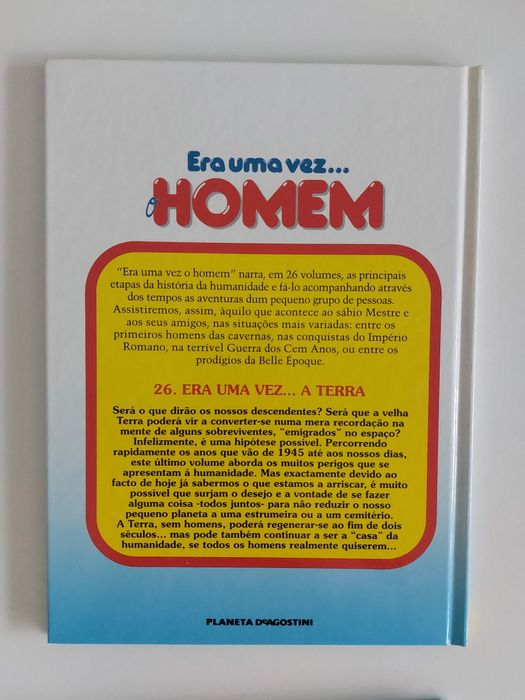 Era uma vez...
o HOMEM
"Era uma vez o homem" narra, em 26 volumes, as principais
etapas da história da humanidade e fá-lo acompanhando através
dos tempos as aventuras dum pequeno grupo de pessoas.
Assistiremos, assim, àquilo que acontece ao sábio Mestre e
aos seus amigos, nas situações mais variadas: entre os
primeiros homens das cavernas, nas conquistas do Império
Romano, na terrível Guerra dos Cem Anos, ou entre os
prodígios da Belle Époque.
26. ERA UMA VEZ... A TERRA
Será o que dirão os nossos descendentes? Será que a velha
Terra poderá vir a converter-se numa mera recordação na
mente de alguns sobreviventes, "emigrados" no espaço?
Infelizmente, é uma hipótese possível. Percorrendo
rapidamente os anos que vão de 1945 até aos nossos dias,
este último volume aborda os muitos perigos que se
apresentam à humanidade. Mas exactamente devido ao
facto de hoje já sabermos o que estamos a arriscar, é muito
possível que surjam o desejo e a vontade de se fazer
alguma coisa -todos juntos- para não reduzir o nosso
pequeno planeta a uma estrumeira ou a um cemitério.
A Terra, sem homens, poderá regenerar-se ao fim de dois
séculos... mas pode também continuar a ser a "casa" da
humanidade, se todos os homens realmente quiserem...
PLANETA DEAGOSTINI